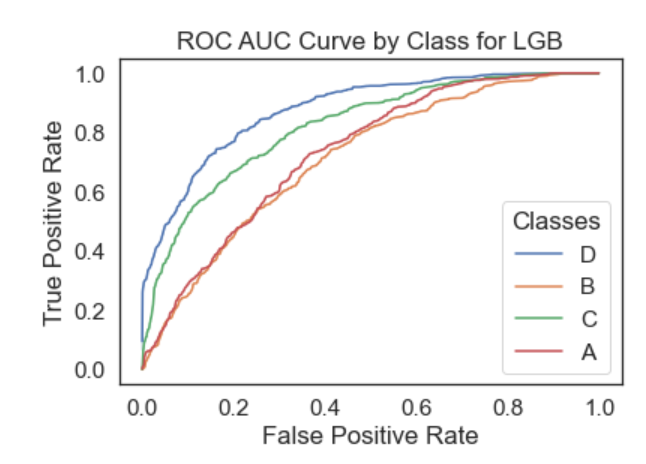 ROC AUC Curve by Class for LGB
True Positive Rate
1.0
0.8
0.6
0.4
0.2
0.0
Classes
D
B
C
A
0.0 0.2 0.4 0.6 0.8 1.0
False Positive Rate